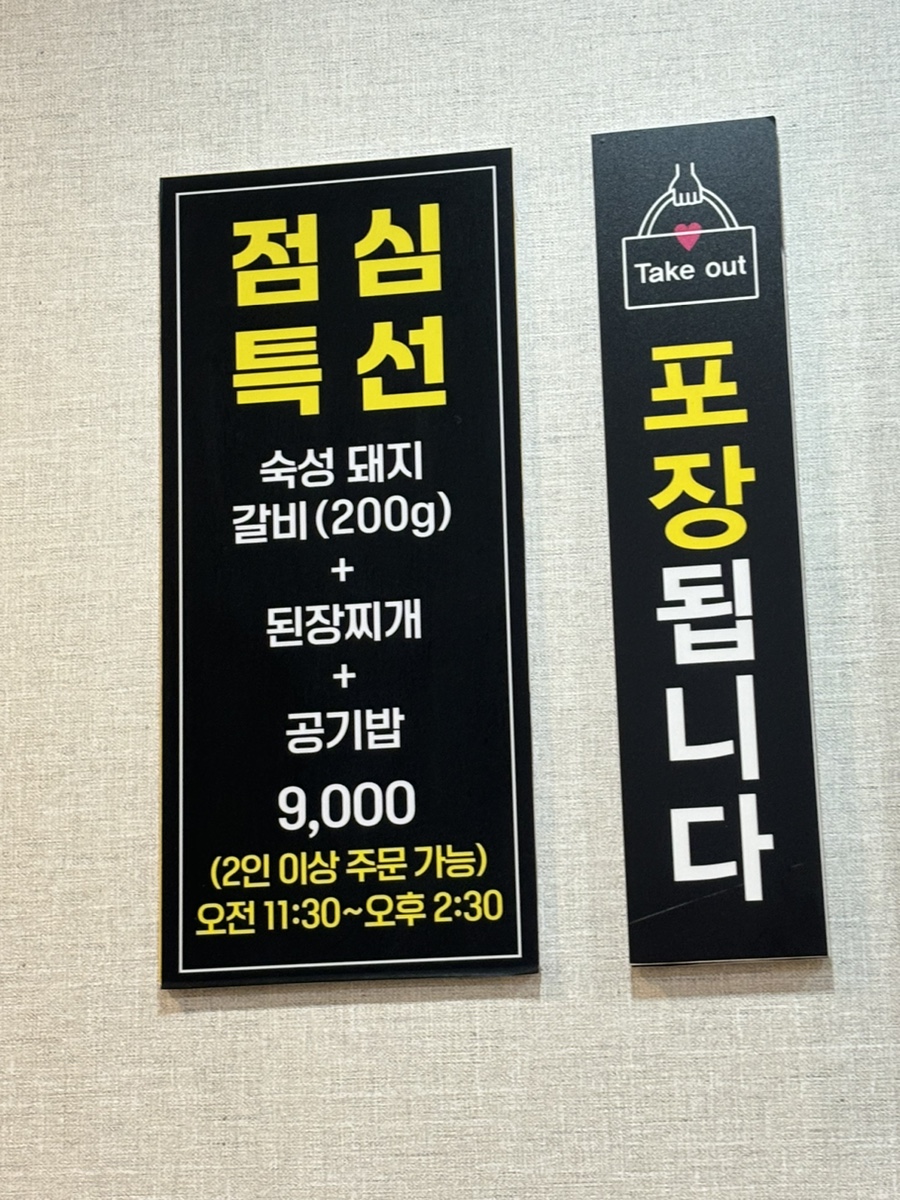 점심
특선
숙성 돼지
갈비(200g)
+
된장찌개
+
공기밥
9,000
(2인 이상 주문 가능)
오전 11:30~오후 2:30
Take out
포장됩니다